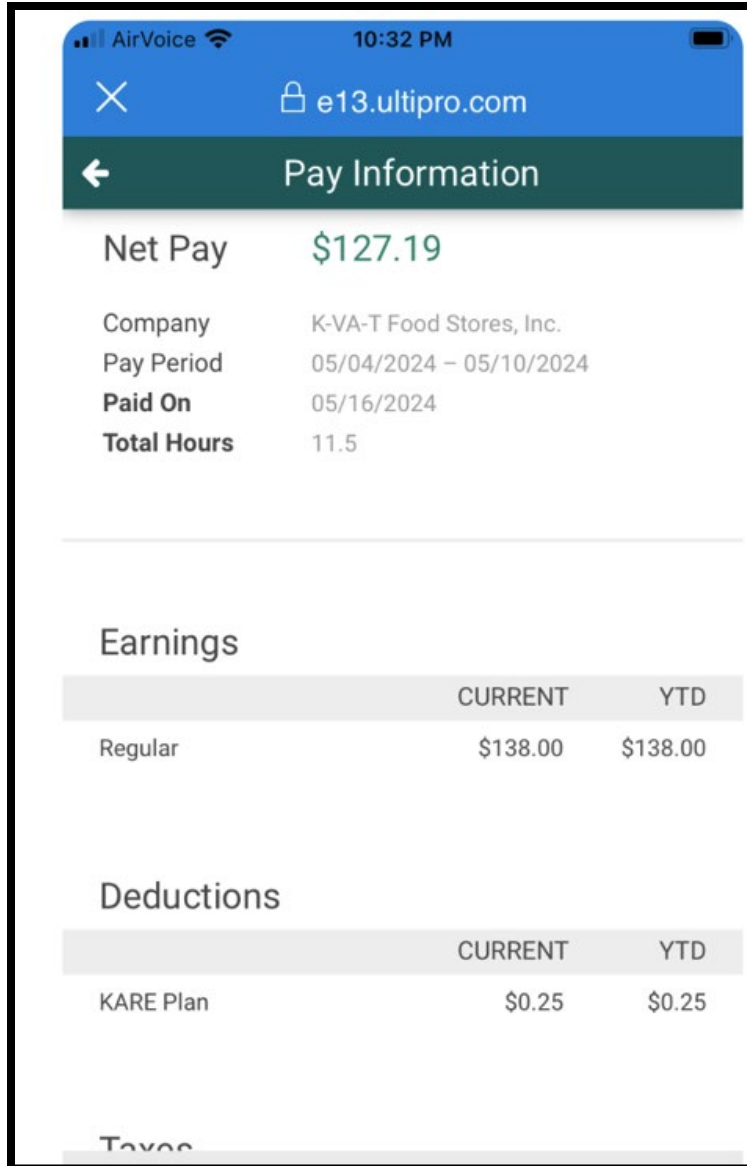 AirVoice 10:32 PM
e13.ultipro.com
Pay Information
Net Pay $127.19
Company K-VA-T Food Stores, Inc.
Pay Period 05/04/2024 – 05/10/2024
Paid On 05/16/2024
Total Hours 11.5
Earnings
CURRENT YTD
Regular $138.00 $138.00
Deductions
CURRENT YTD
KARE Plan $0.25 $0.25
Taxes